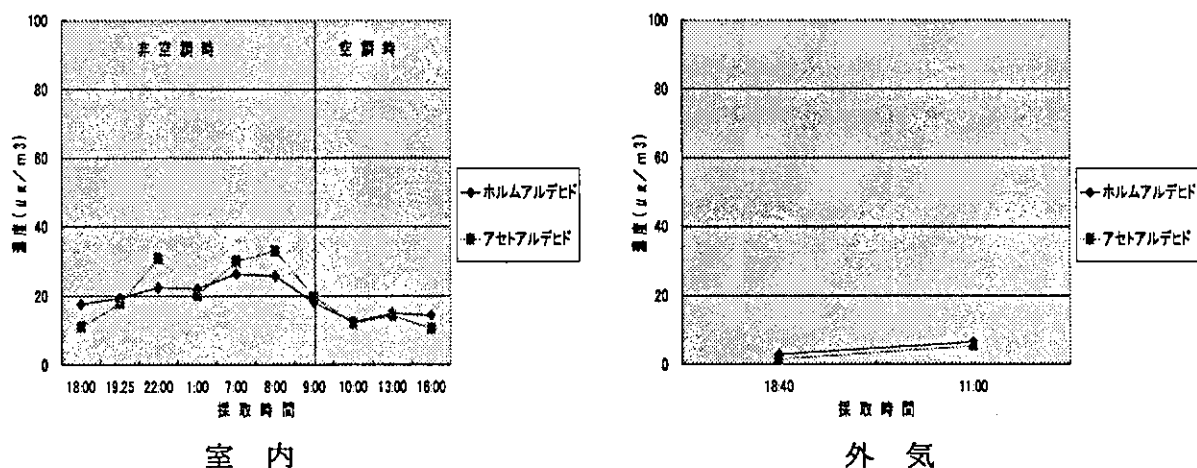 100
80
60
40
20
0
濃度(μg/m3)
非空調時
空調時
18:00 19:25 22:00 1:00 7:00 8:00 9:00 10:00 13:00 16:00
採取時間
ホルムアルデヒド
アセトアルデヒド
室内
100
80
60
40
20
0
濃度(μg/m3)
18:40 11:00
採取時間
ホルムアルデヒド
アセトアルデヒド
外気